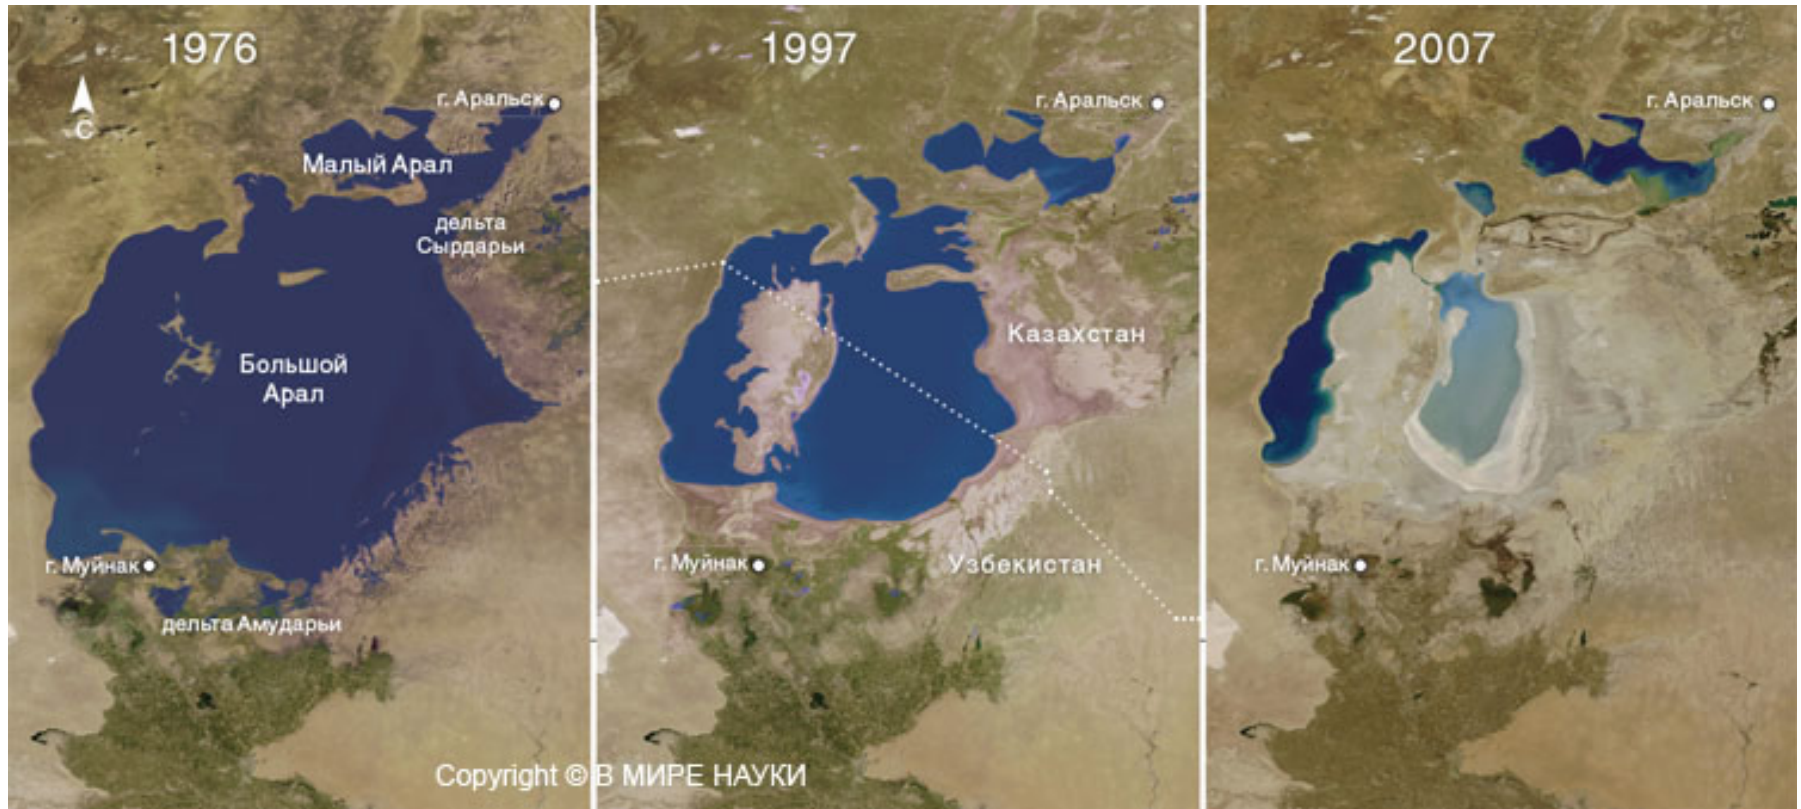 1976
С
г. Аральск
Малый Арал
дельта
Сырдарьи
Большой
Арал
г. Муйнак
дельта Амударьи
1997
г. Аральск
Казахстан
г. Муйнак
Узбекистан
2007
г. Аральск
г. Муйнак
Copyright © В МИРЕ НАУКИ